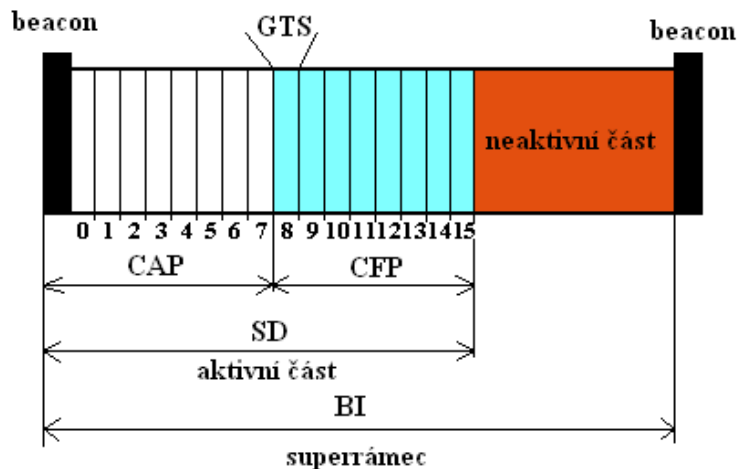 beacon
GTS
beacon
neaktivní část
0 1 2 3 4 5 6 7 8 9 10 11 12 13 14 15
CAP
CFP
SD
aktivní část
BI
superrámec